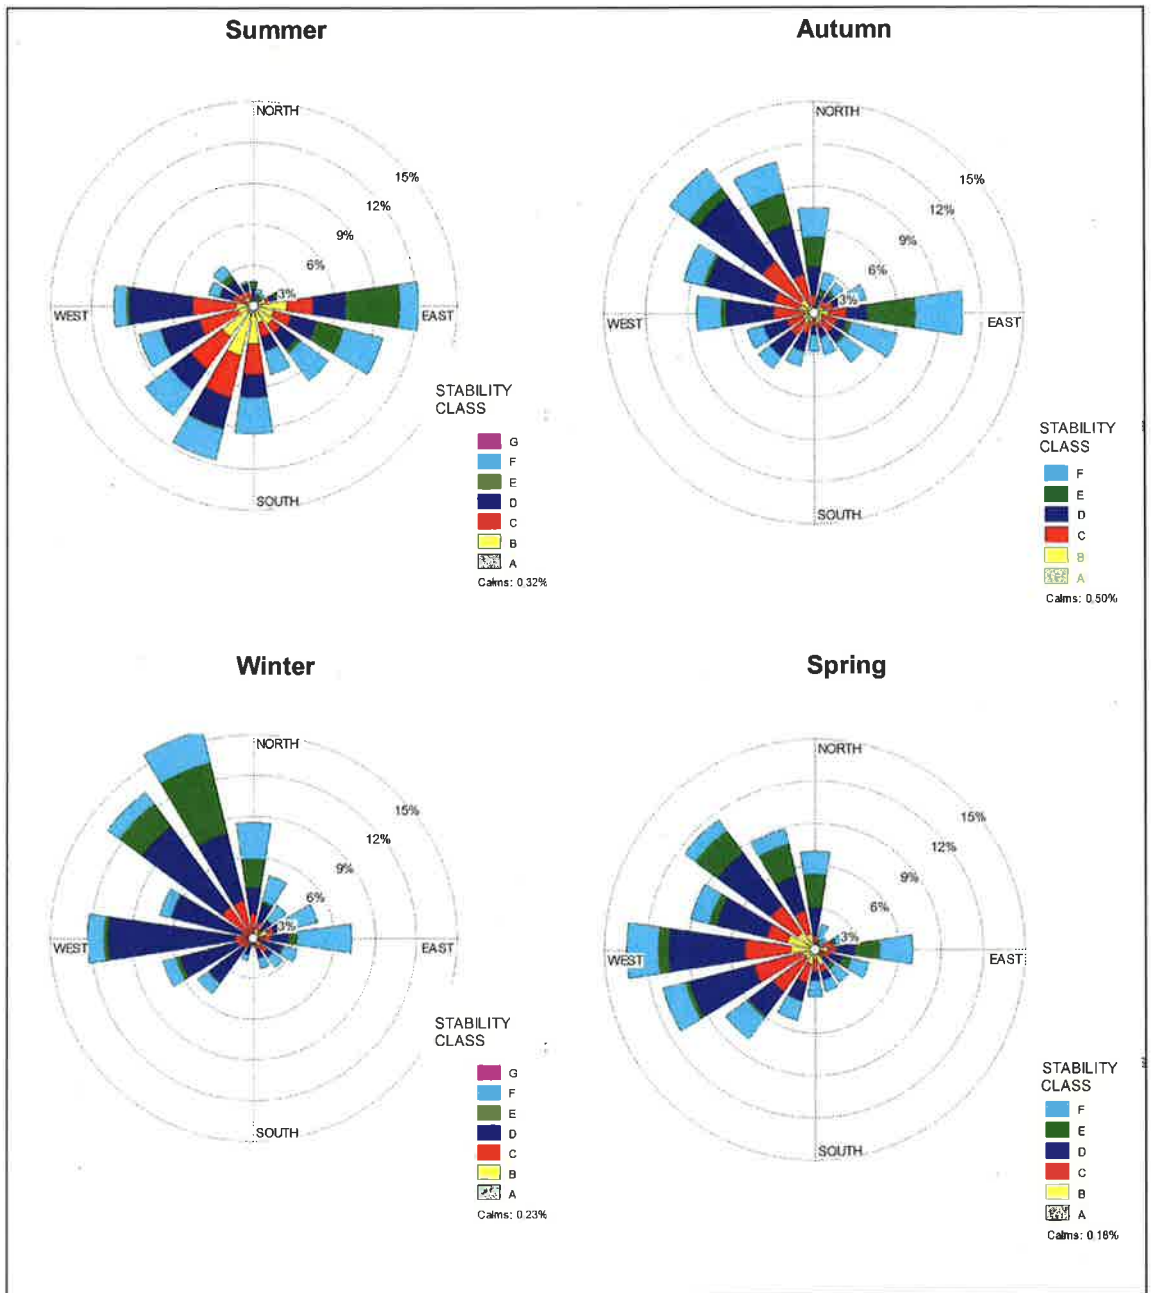 Summer
NORTH
15%
12%
9%
6%
3%
WEST
EAST
SOUTH
STABILITY
CLASS
G
F
E
D
C
B
A
Calms: 0.32%
Autumn
NORTH
15%
12%
9%
6%
3%
WEST
EAST
SOUTH
STABILITY
CLASS
F
E
D
C
B
A
Calms: 0.50%
Winter
NORTH
15%
12%
9%
6%
3%
WEST
EAST
SOUTH
STABILITY
CLASS
G
F
E
D
C
B
A
Calms: 0.23%
Spring
NORTH
15%
12%
9%
6%
3%
WEST
EAST
SOUTH
STABILITY
CLASS
F
E
D
C
B
A
Calms: 0.18%